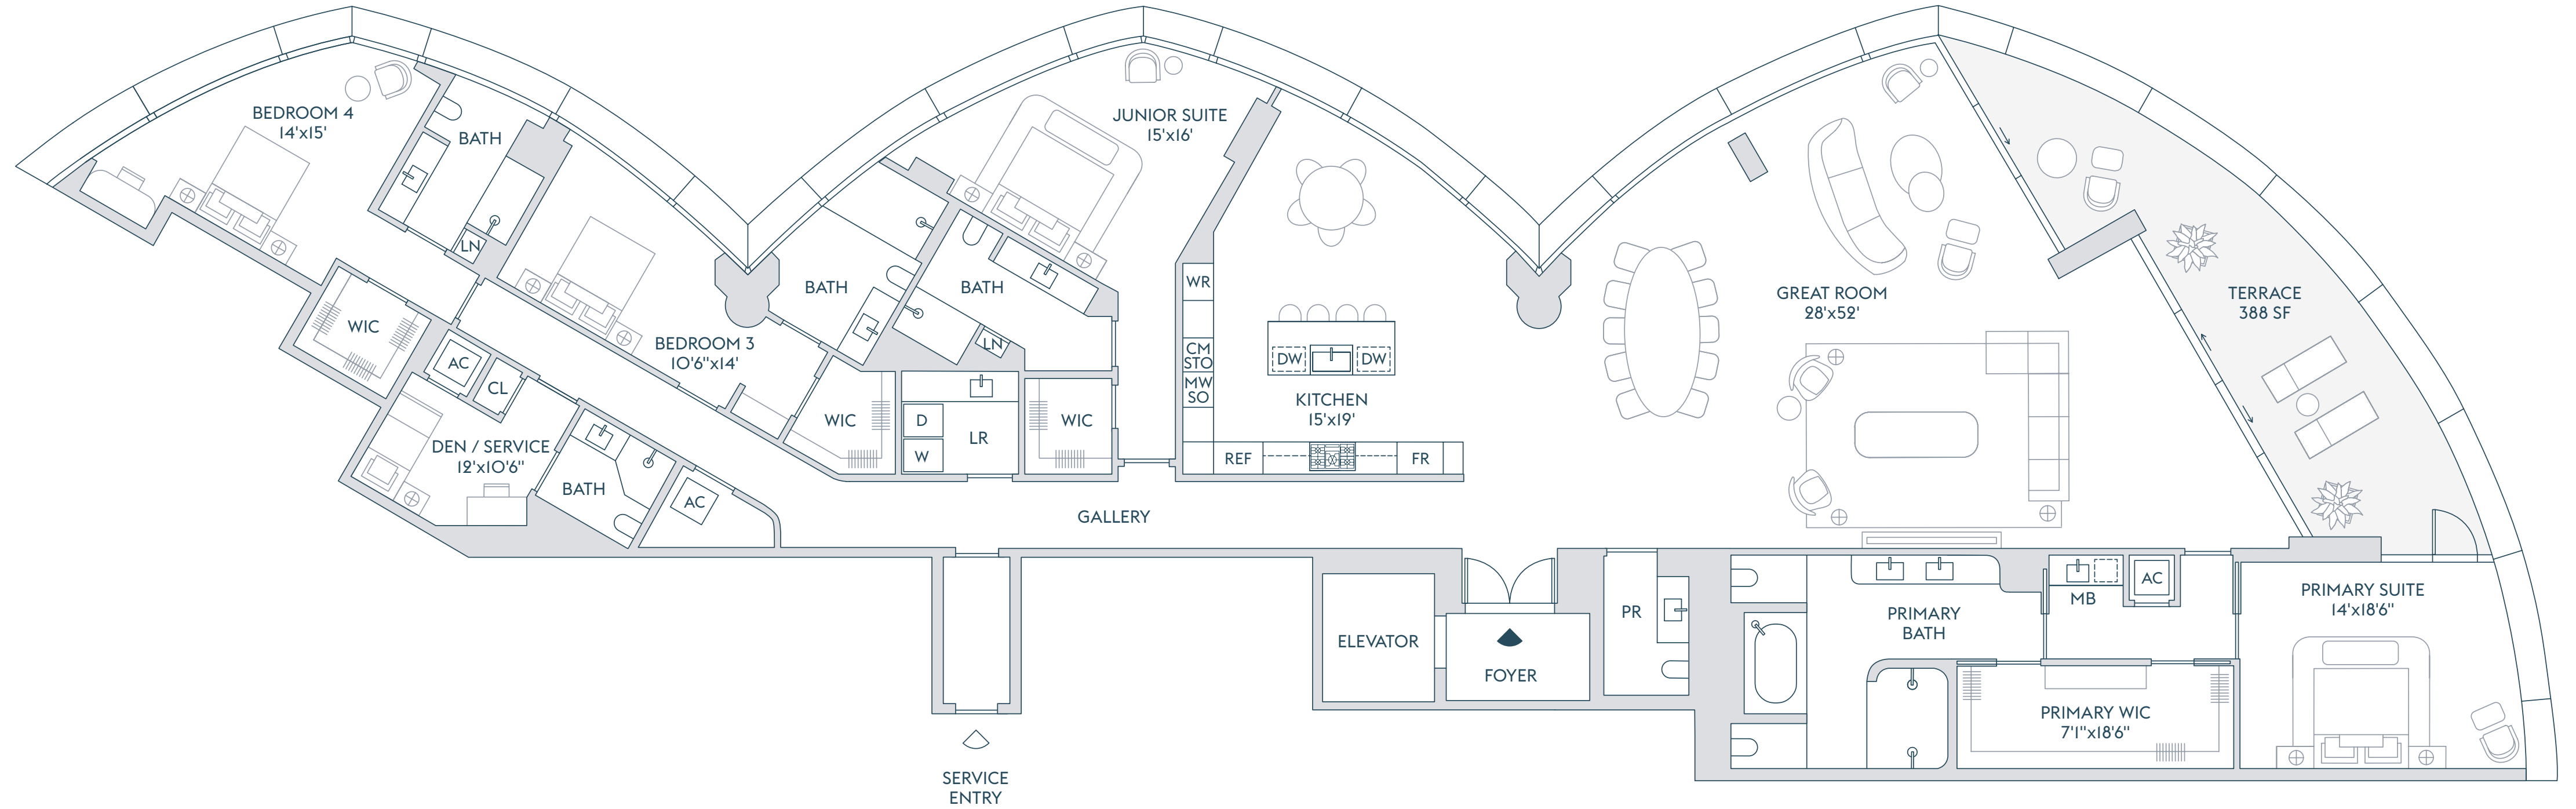 BEDROOM 4
14'x15'
BATH
LN
WIC
AC
CL
DEN / SERVICE
12'x10'6"
BATH
AC
BEDROOM 3
10'6"x14'
BATH
WIC
JUNIOR SUITE
15'x16'
BATH
LN
D
W
LR
WIC
WR
CM
STO
MW
SO
REF
FR
DW
DW
KITCHEN
15'x19'
GALLERY
GREAT ROOM
28'x52'
TERRACE
388 SF
ELEVATOR
FOYER
PR
PRIMARY
BATH
MB
AC
PRIMARY WIC
7'1"x18'6"
PRIMARY SUITE
14'x18'6"
SERVICE
ENTRY